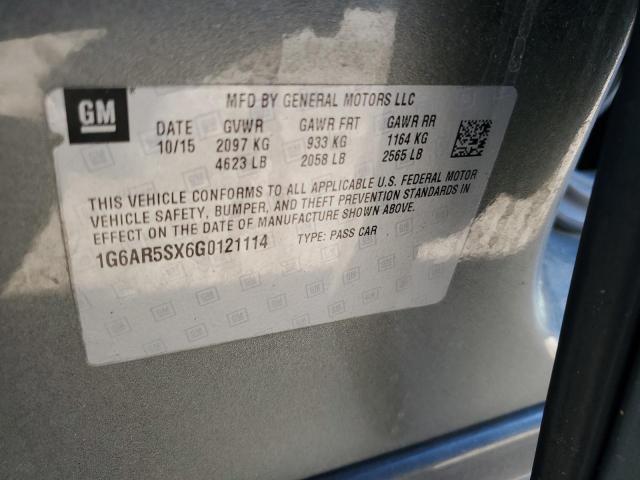 GM
MFD BY GENERAL MOTORS LLC
DATE GVWR GAWR FRT GAWR RR
10/15 2097 KG 933 KG 1164 KG
4623 LB 2058 LB 2565 LB
THIS VEHICLE CONFORMS TO ALL APPLICABLE U.S. FEDERAL MOTOR
VEHICLE SAFETY, BUMPER, AND THEFT PREVENTION STANDARDS IN
EFFECT ON THE DATE OF MANUFACTURE SHOWN ABOVE.
1G6AR5SX6G0121114 TYPE: PASS CAR